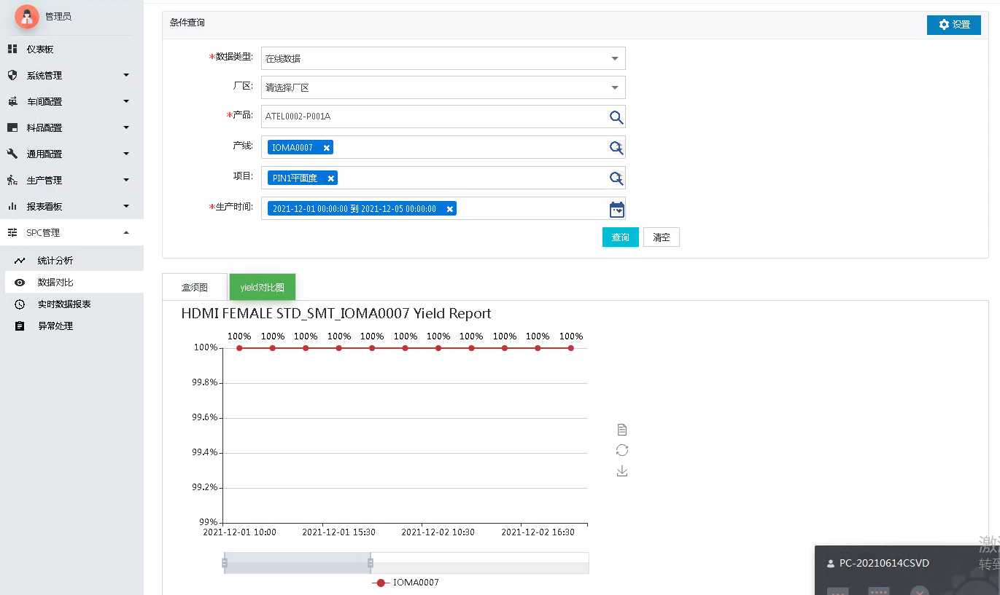 管理员
仪表板
系统管理
车间配置
料品配置
通用配置
生产管理
报表看板
SPC管理
统计分析
数据对比
实时数据报表
异常处理
条件查询
设置
*数据类型: 在线数据
厂区: 请选择厂区
*产品: ATEL0002-P001A
产线: IOMA0007 ×
项目: PIN1平面度 ×
*生产时间: 2021-12-01 00:00:00 到 2021-12-05 00:00:00 ×
查询 清空
盒须图 yield对比图
HDMI FEMALE STD_SMT_IOMA0007 Yield Report
100% 100% 100% 100% 100% 100% 100% 100% 100% 100% 100%
100%
99.8%
99.6%
99.4%
99.2%
99%
2021-12-01 10:00 2021-12-01 15:30 2021-12-02 10:30 2021-12-02 16:30
IOMA0007
PC-20210614CSVD
转到